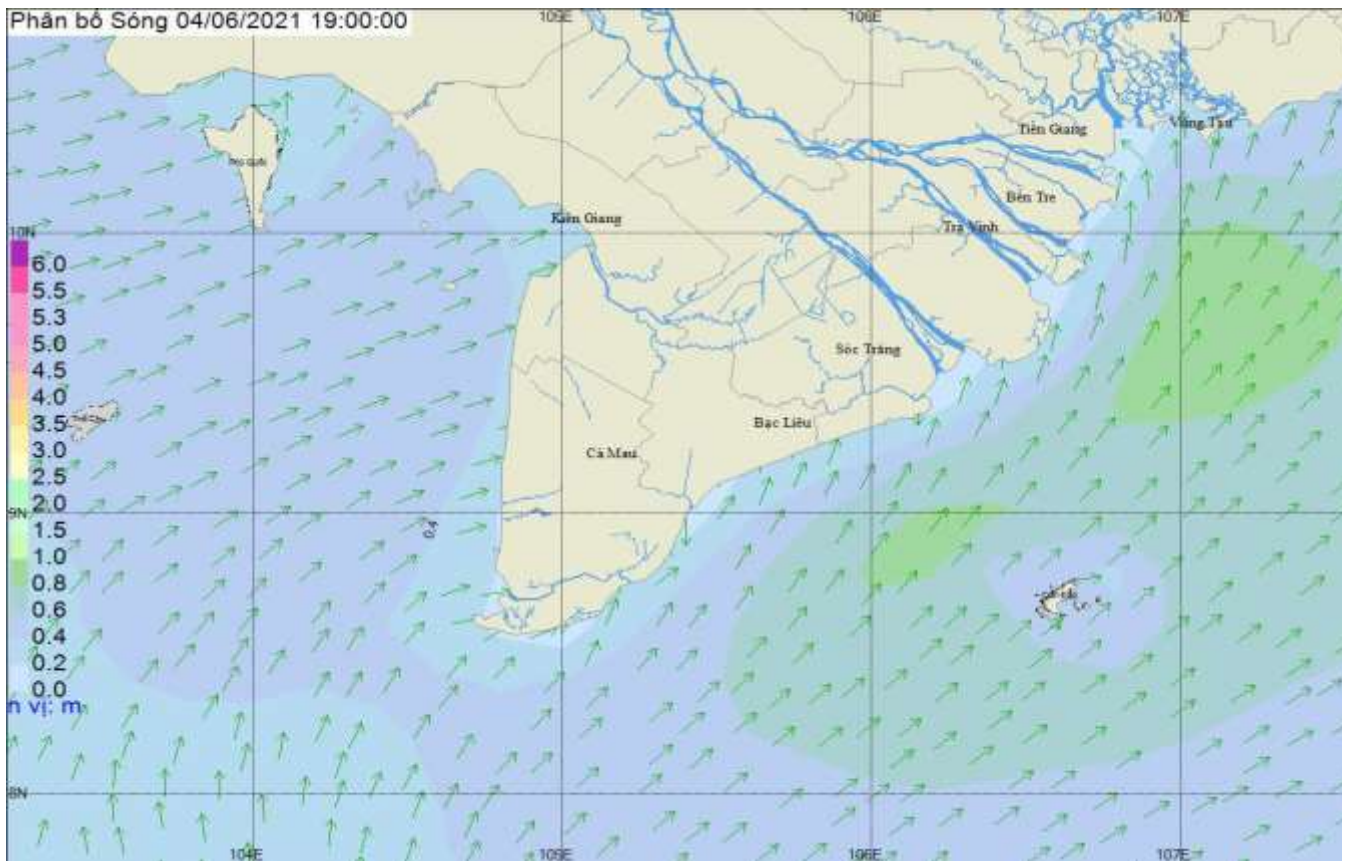 Phân bố Sóng 04/06/2021 19:00:00
105E
106E
107E
Tiền Giang
Vũng Tàu
Bến Tre
Kiên Giang
Trà Vinh
10N
6.0
5.5
5.3
5.0
4.5
4.0
3.5
3.0
2.5
2.0
1.5
1.0
0.8
0.6
0.4
0.2
0.0
n vị: m
Sóc Trăng
Bạc Liêu
Cà Mau
0.4
9N
8N
104E
105E
106E
107E